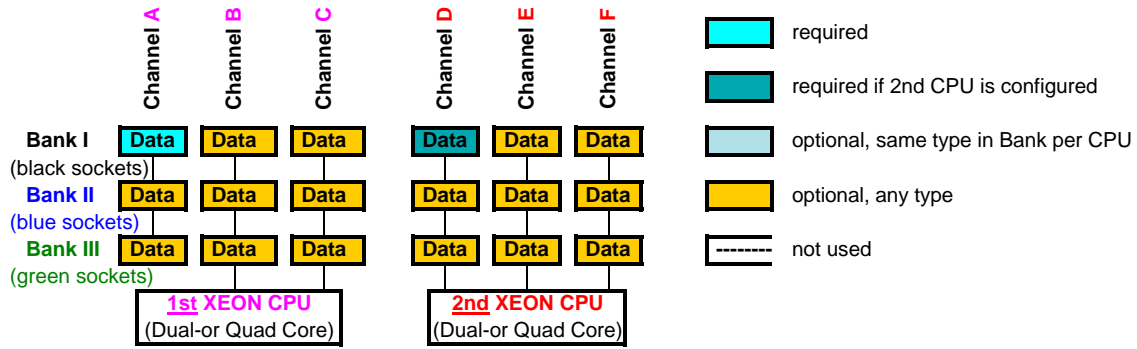 Channel A
Channel B
Channel C
Channel D
Channel E
Channel F
required
required if 2nd CPU is configured
Bank I
Data Data Data Data Data Data
(black sockets)
optional, same type in Bank per CPU
Bank II
Data Data Data Data Data Data
(blue sockets)
optional, any type
Bank III
Data Data Data Data Data Data
(green sockets)
-------- not used
1st XEON CPU
(Dual-or Quad Core)
2nd XEON CPU
(Dual-or Quad Core)